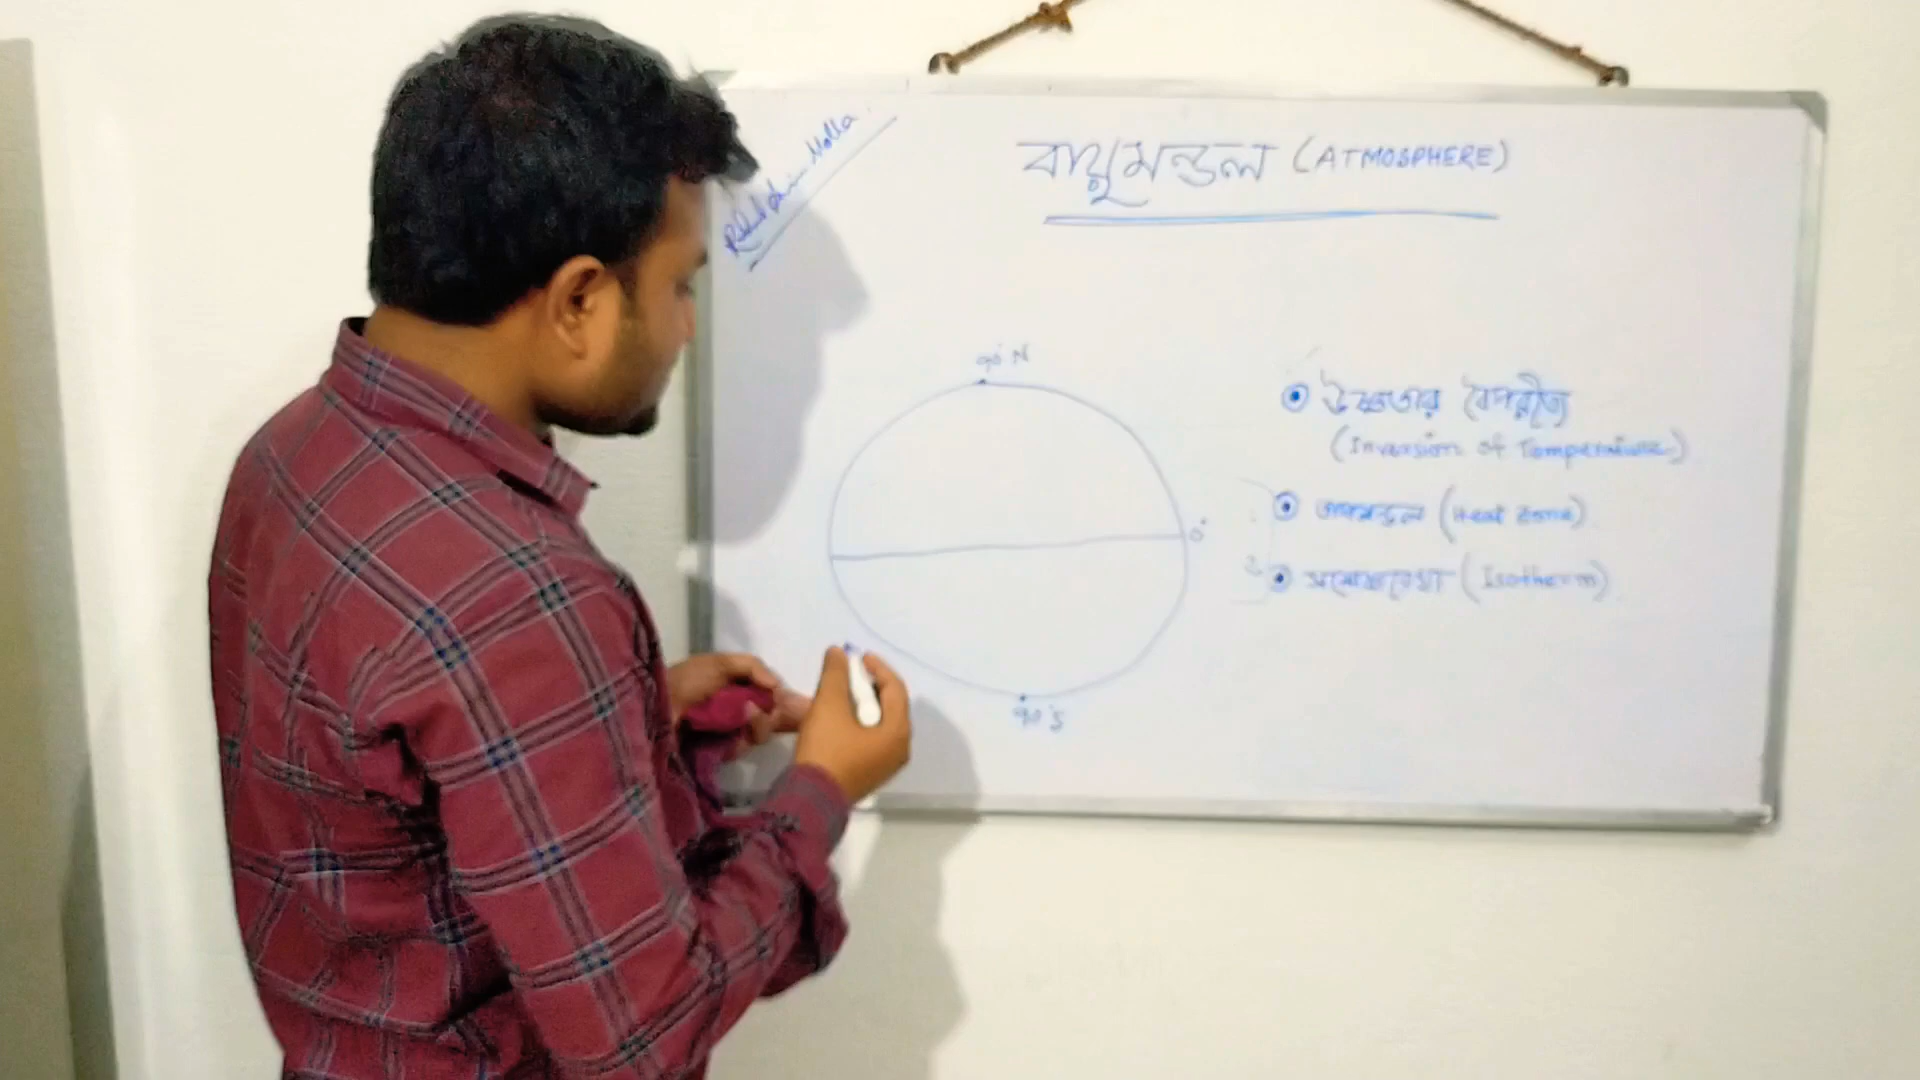 Molla
বায়ুমন্ডল (ATMOSPHERE)
90° N
0°
90° S
উষ্ণতার বৈপরীত্য
(Inversion of Temperature)
তাপমন্ডল (Heat Zone)
সমোষ্ণরেখা (Isotherm)